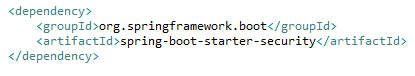 <dependency>
    <groupId>org.springframework.boot</groupId>
    <artifactId>spring-boot-starter-security</artifactId>
</dependency>